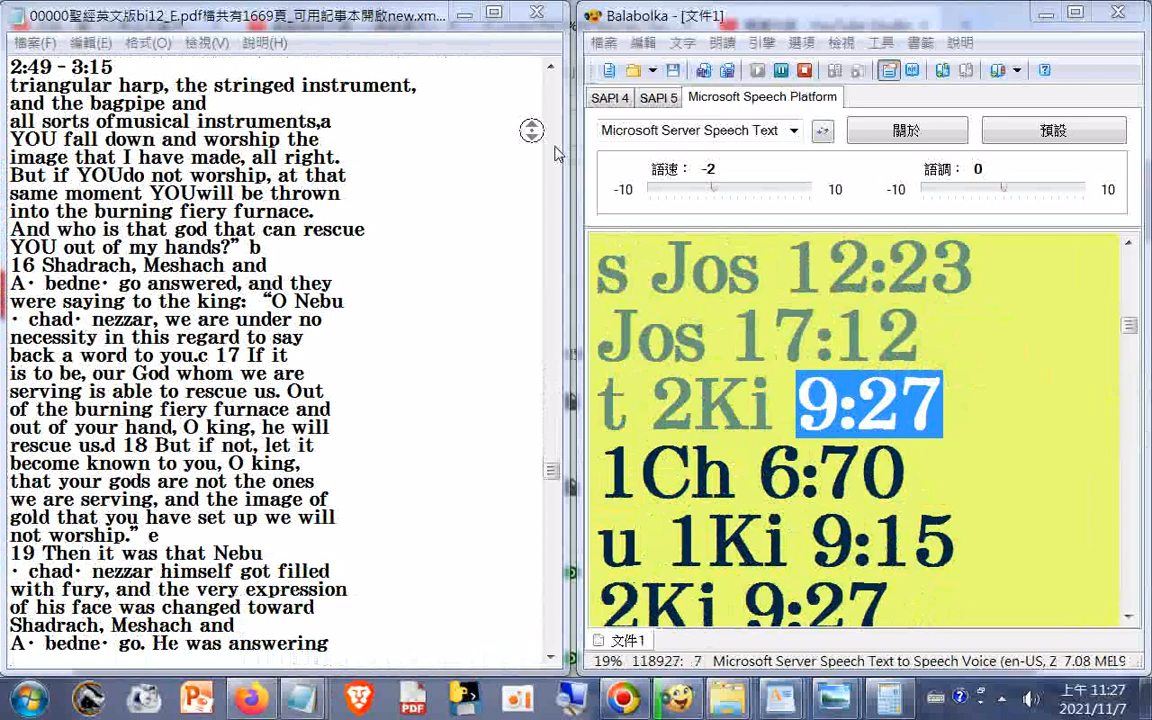 00000聖經英文版bi12_E.pdf檔共有1669頁_可用記事本開啟new.xm...
檔案(F) 編輯(E) 格式(O) 檢視(V) 說明(H)
2:49 – 3:15
triangular harp, the stringed instrument,
and the bagpipe and
all sorts ofmusical instruments,a
YOU fall down and worship the
image that I have made, all right.
But if YOUdo not worship, at that
same moment YOUwill be thrown
into the burning fiery furnace.
And who is that god that can rescue
YOU out of my hands?” b
16 Shadrach, Meshach and
A· bedne· go answered, and they
were saying to the king: “O Nebu
· chad· nezzar, we are under no
necessity in this regard to say
back a word to you.c 17 If it
is to be, our God whom we are
serving is able to rescue us. Out
of the burning fiery furnace and
out of your hand, O king, he will
rescue us.d 18 But if not, let it
become known to you, O king,
that your gods are not the ones
we are serving, and the image of
gold that you have set up we will
not worship.” e
19 Then it was that Nebu
· chad· nezzar himself got filled
with fury, and the very expression
of his face was changed toward
Shadrach, Meshach and
A· bedne· go. He was answering
Balabolka - [文件1]
檔案 編輯 文字 朗讀 引擎 選項 檢視 工具 書籤 說明
SAPI 4 SAPI 5 Microsoft Speech Platform
Microsoft Server Speech Text 關於 預設
語速： -2 語調： 0
-10 10 -10 10
s Jos 12:23
Jos 17:12
t 2Ki 9:27
1Ch 6:70
u 1Ki 9:15
2Ki 9:27
文件1
19% 118927: 7 Microsoft Server Speech Text to Speech Voice (en-US, Z 7.08 MB
上午 11:27
2021/11/7